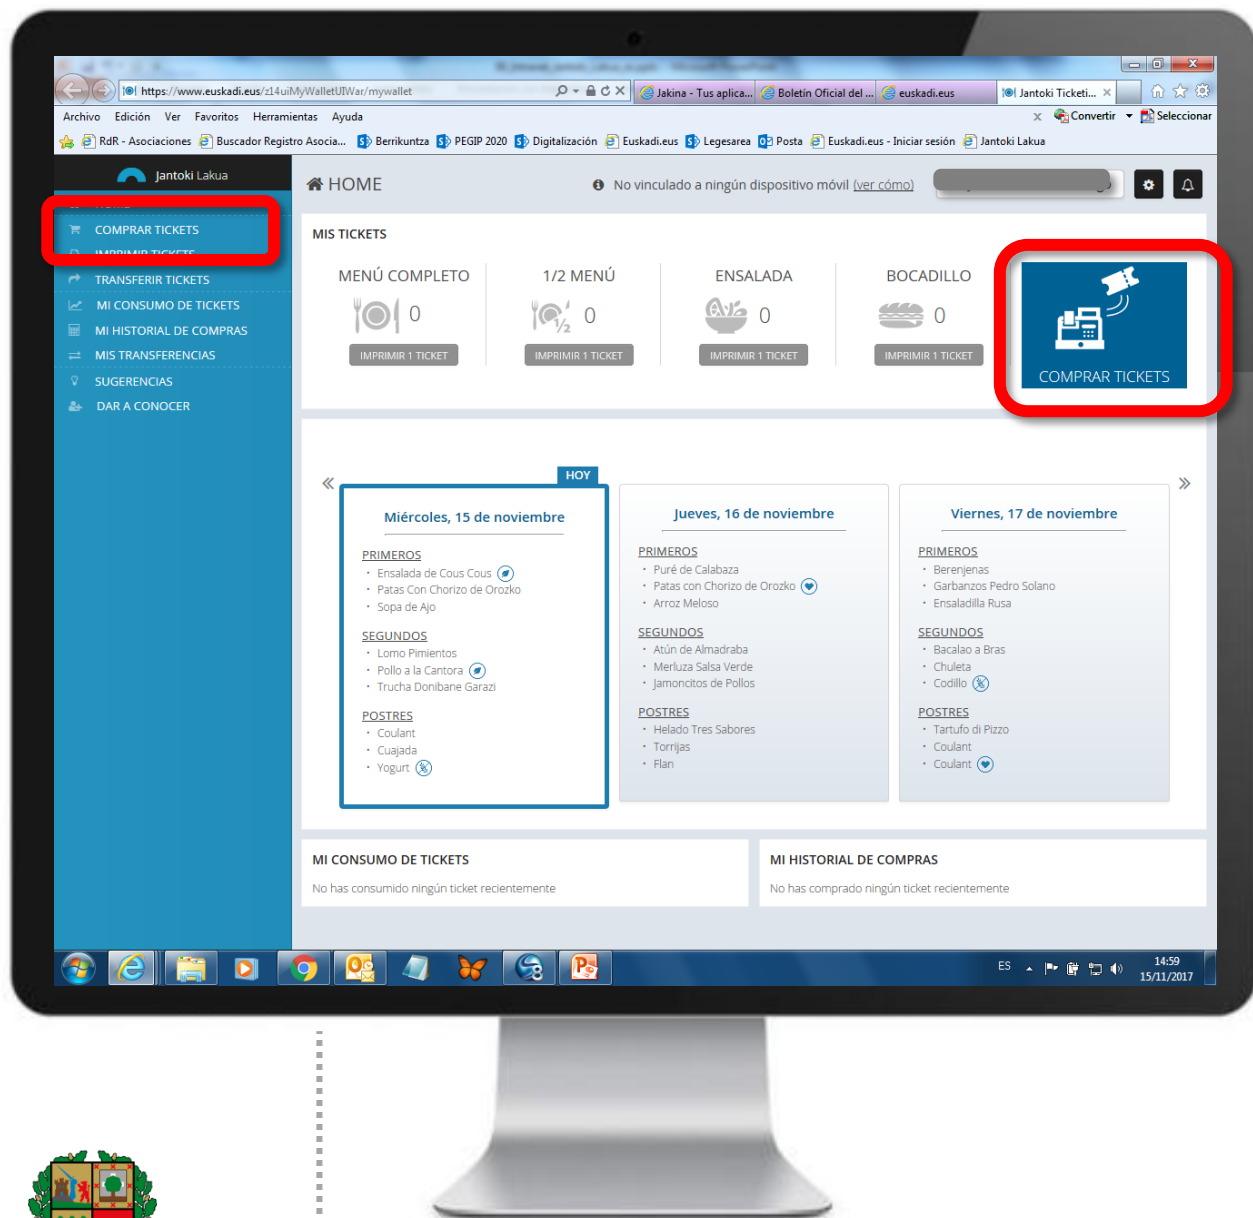 https://www.euskadi.eus/z14uiMyWalletUIWar/mywallet
Jakina - Tus aplica...
Boletín Oficial del ...
euskadi.eus
Jantoki Ticketi...
Archivo Edición Ver Favoritos Herramientas Ayuda
Convertir
Seleccionar
RdR - Asociaciones
Buscador Registro Asocia...
Berrikuntza
PEGIP 2020
Digitalización
Euskadi.eus
Legesarea
Posta
Euskadi.eus - Iniciar sesión
Jantoki Lakua
Jantoki Lakua
HOME
No vinculado a ningún dispositivo móvil (ver cómo)
COMPRAR TICKETS
IMPRIMIR TICKETS
TRANSFERIR TICKETS
MI CONSUMO DE TICKETS
MI HISTORIAL DE COMPRAS
MIS TRANSFERENCIAS
SUGERENCIAS
DAR A CONOCER
MIS TICKETS
MENÚ COMPLETO
0
IMPRIMIR 1 TICKET
1/2 MENÚ
1/2
0
IMPRIMIR 1 TICKET
ENSALADA
0
IMPRIMIR 1 TICKET
BOCADILLO
0
IMPRIMIR 1 TICKET
COMPRAR TICKETS
HOY
Miércoles, 15 de noviembre
PRIMEROS
Ensalada de Cous Cous
Patas Con Chorizo de Orozko
Sopa de Ajo
SEGUNDOS
Lomo Pimientos
Pollo a la Cantora
Trucha Donibane Garazi
POSTRES
Coulant
Cuajada
Yogurt
Jueves, 16 de noviembre
PRIMEROS
Puré de Calabaza
Patas con Chorizo de Orozko
Arroz Meloso
SEGUNDOS
Atún de Almadraba
Merluza Salsa Verde
Jamoncitos de Pollos
POSTRES
Helado Tres Sabores
Torrijas
Flan
Viernes, 17 de noviembre
PRIMEROS
Berenjenas
Garbanzos Pedro Solano
Ensaladilla Rusa
SEGUNDOS
Bacalao a Bras
Chuleta
Codillo
POSTRES
Tartufo di Pizzo
Coulant
Coulant
MI CONSUMO DE TICKETS
No has consumido ningún ticket recientemente
MI HISTORIAL DE COMPRAS
No has comprado ningún ticket recientemente
ES
14:59
15/11/2017